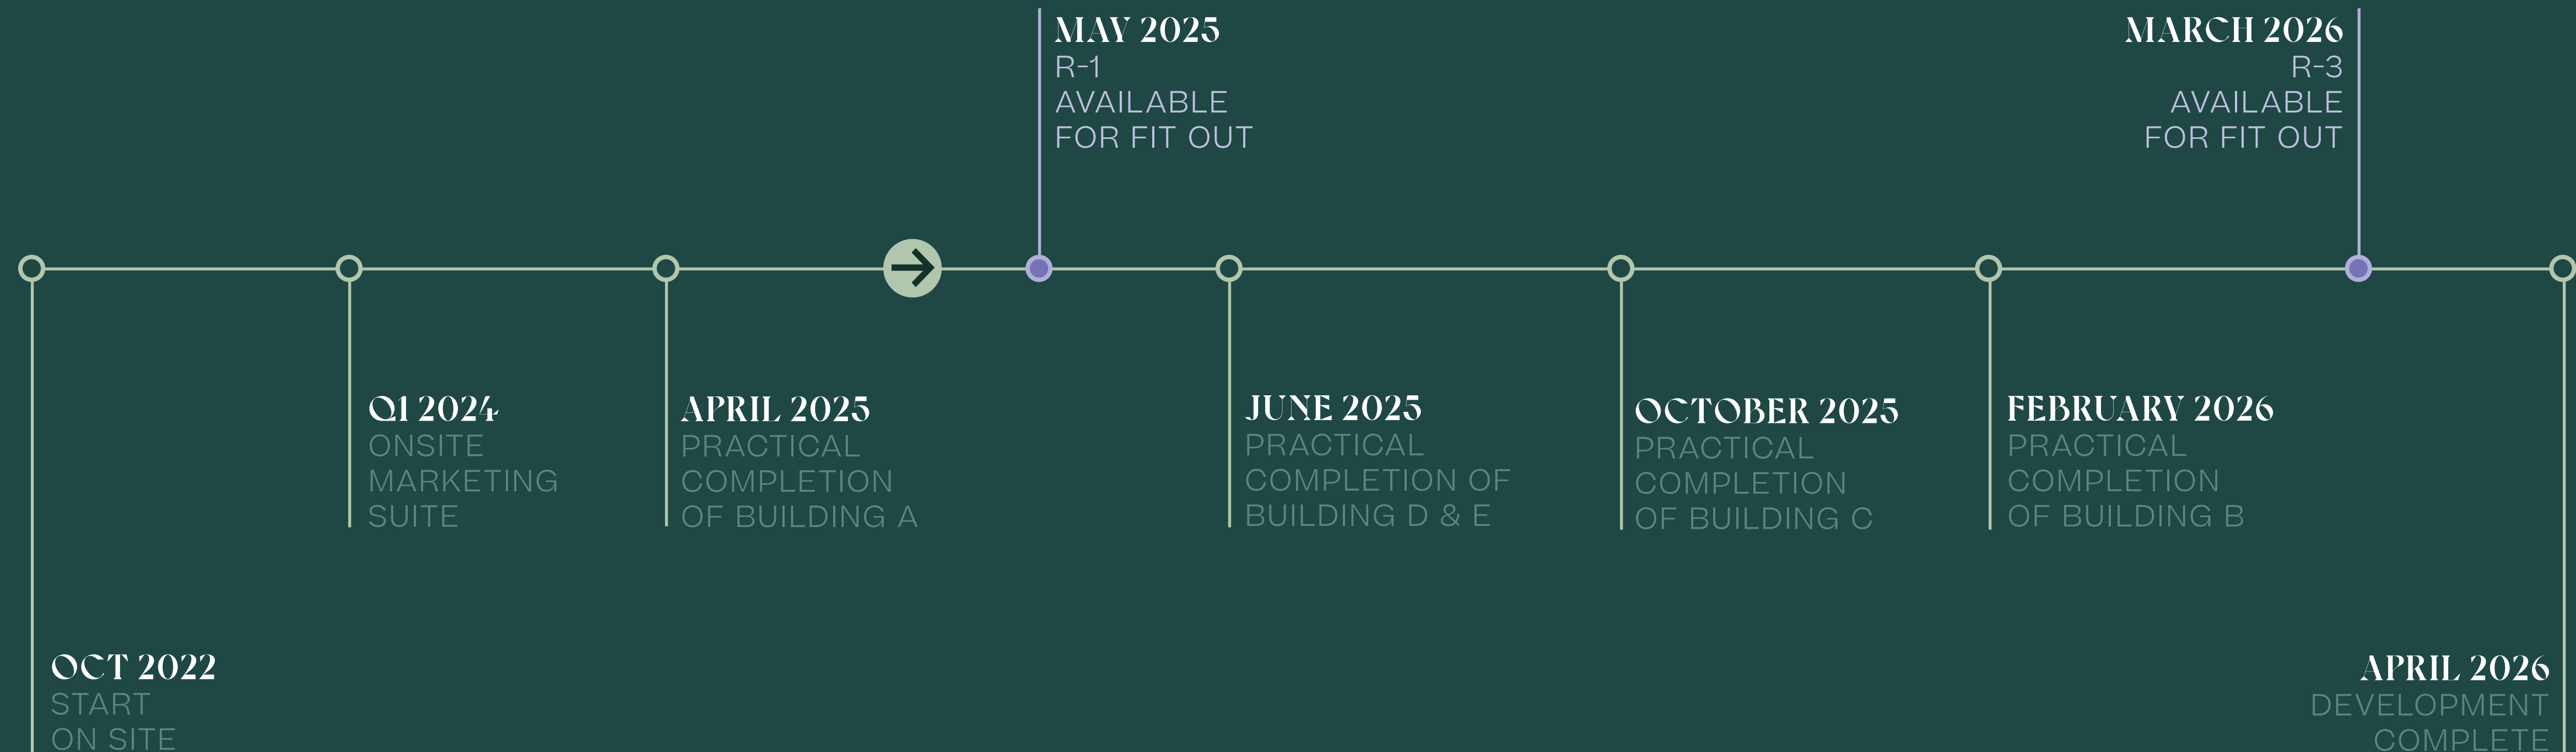 MAY 2025
R-1
AVAILABLE
FOR FIT OUT
MARCH 2026
R-3
AVAILABLE
FOR FIT OUT
Q1 2024
ONSITE
MARKETING
SUITE
APRIL 2025
PRACTICAL
COMPLETION
OF BUILDING A
JUNE 2025
PRACTICAL
COMPLETION OF
BUILDING D & E
OCTOBER 2025
PRACTICAL
COMPLETION
OF BUILDING C
FEBRUARY 2026
PRACTICAL
COMPLETION
OF BUILDING B
OCT 2022
START
ON SITE
APRIL 2026
DEVELOPMENT
COMPLETE